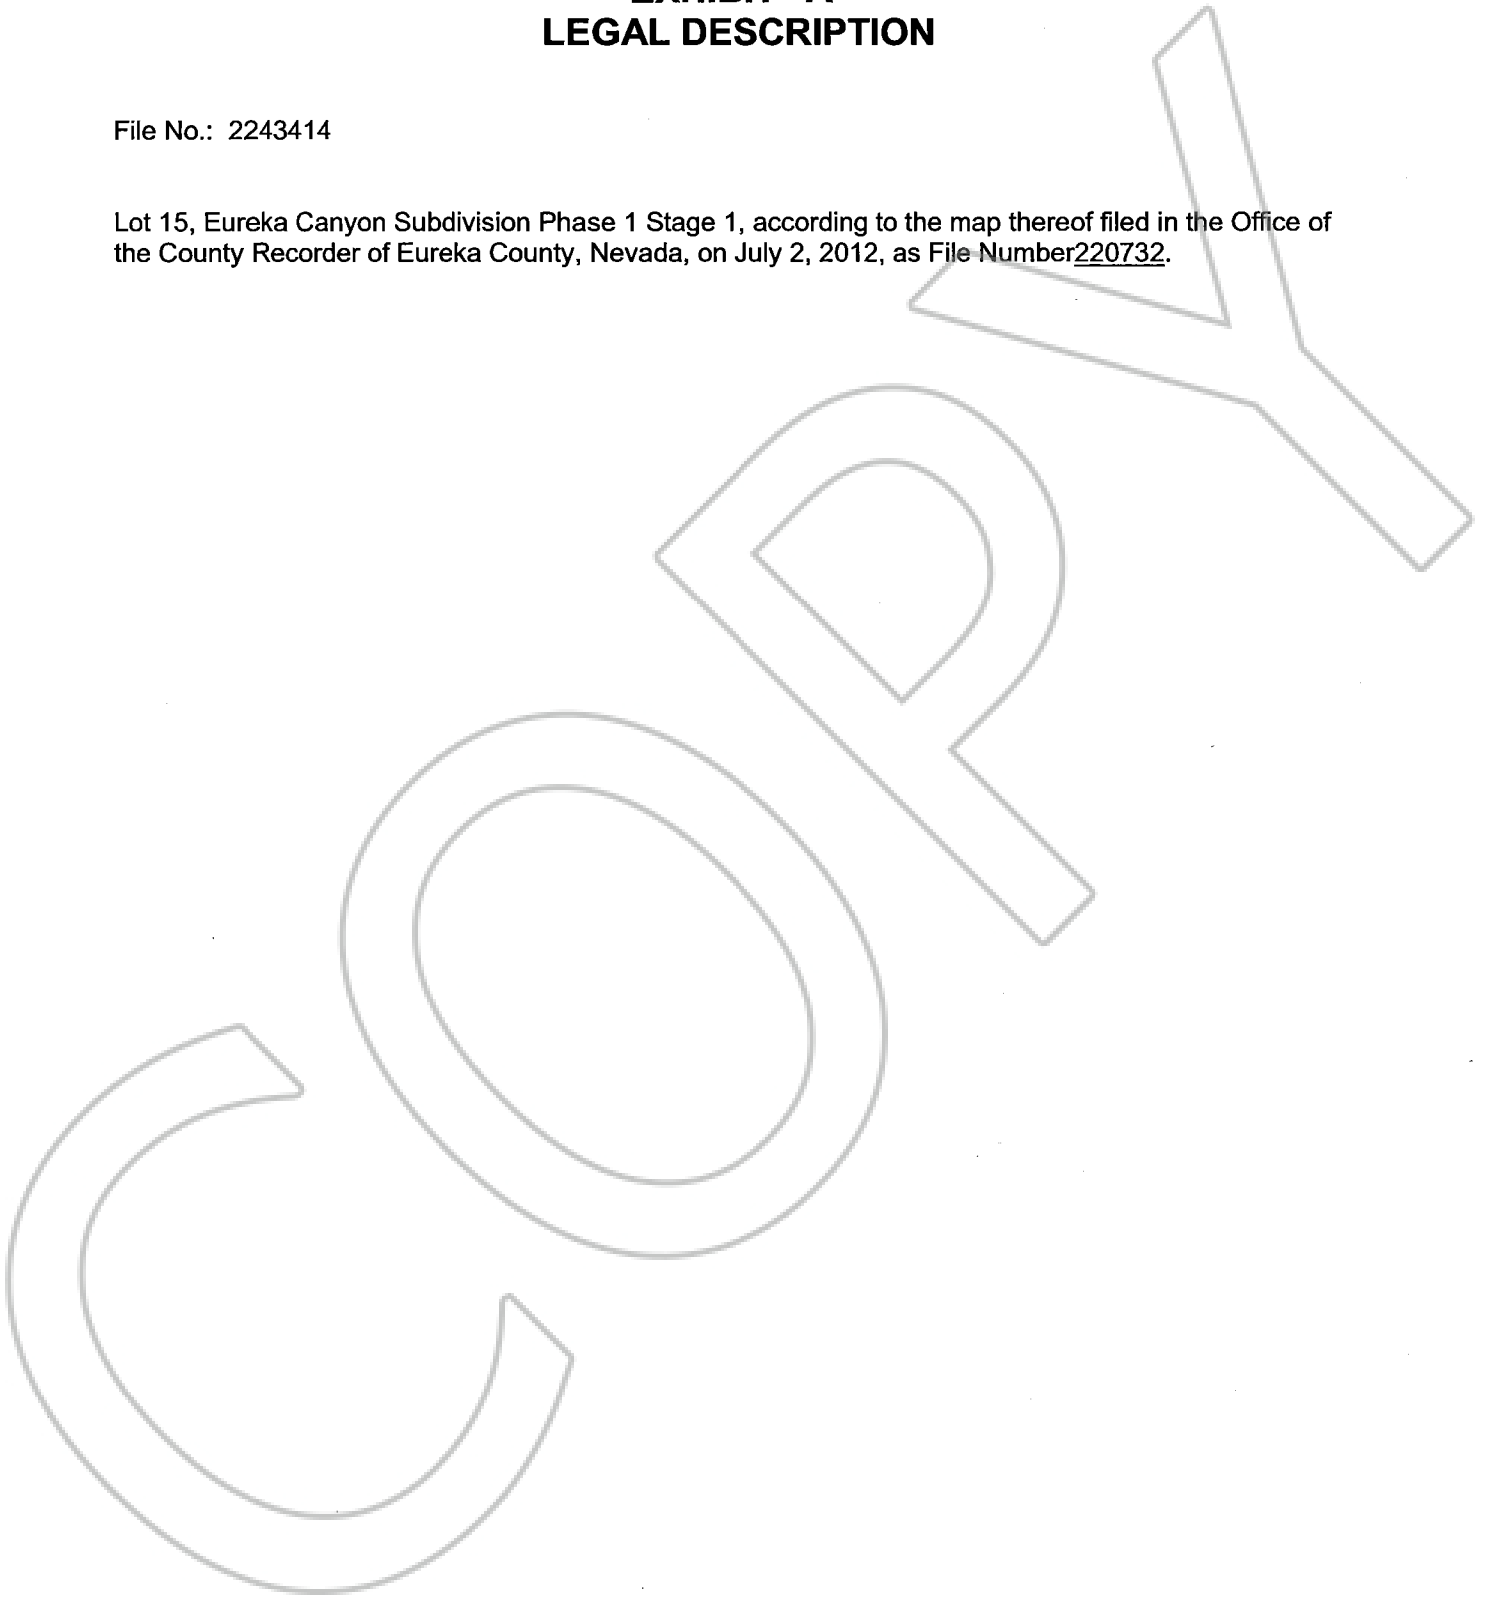 LEGAL DESCRIPTION
File No.: 2243414
Lot 15, Eureka Canyon Subdivision Phase 1 Stage 1, according to the map thereof filed in the Office of
the County Recorder of Eureka County, Nevada, on July 2, 2012, as File Number220732.
COPY